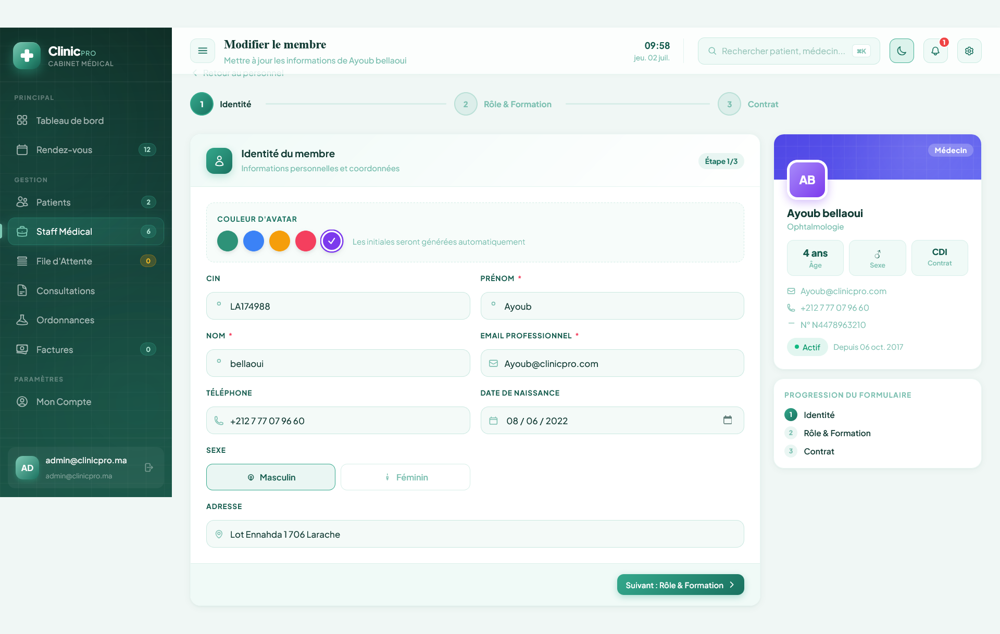 ClinicPRO
CABINET MÉDICAL
PRINCIPAL
Tableau de bord
Rendez-vous 12
GESTION
Patients 2
Staff Médical 6
File d'Attente 0
Consultations
Ordonnances
Factures 0
PARAMÈTRES
Mon Compte
AD
admin@clinicpro.ma
admin@clinicpro.ma
Modifier le membre
Mettre à jour les informations de Ayoub bellaoui
Retour au personnel
09:58
jeu. 02 juil.
Rechercher patient, médecin... ⌘K
1
1 Identité
2 Rôle & Formation
3 Contrat
Identité du membre
Informations personnelles et coordonnées
Étape 1/3
COULEUR D'AVATAR
Les initiales seront générées automatiquement
CIN
LA174988
PRÉNOM *
Ayoub
NOM *
bellaoui
EMAIL PROFESSIONNEL *
Ayoub@clinicpro.com
TÉLÉPHONE
+212 7 77 07 96 60
DATE DE NAISSANCE
08 / 06 / 2022
SEXE
Masculin
Féminin
ADRESSE
Lot Ennahda 1 706 Larache
Suivant : Rôle & Formation
Médecin
AB
Ayoub bellaoui
Ophtalmologie
4 ans
Âge
♂
Sexe
CDI
Contrat
Ayoub@clinicpro.com
+212 7 77 07 96 60
N° N4478963210
Actif
Depuis 06 oct. 2017
PROGRESSION DU FORMULAIRE
1 Identité
2 Rôle & Formation
3 Contrat